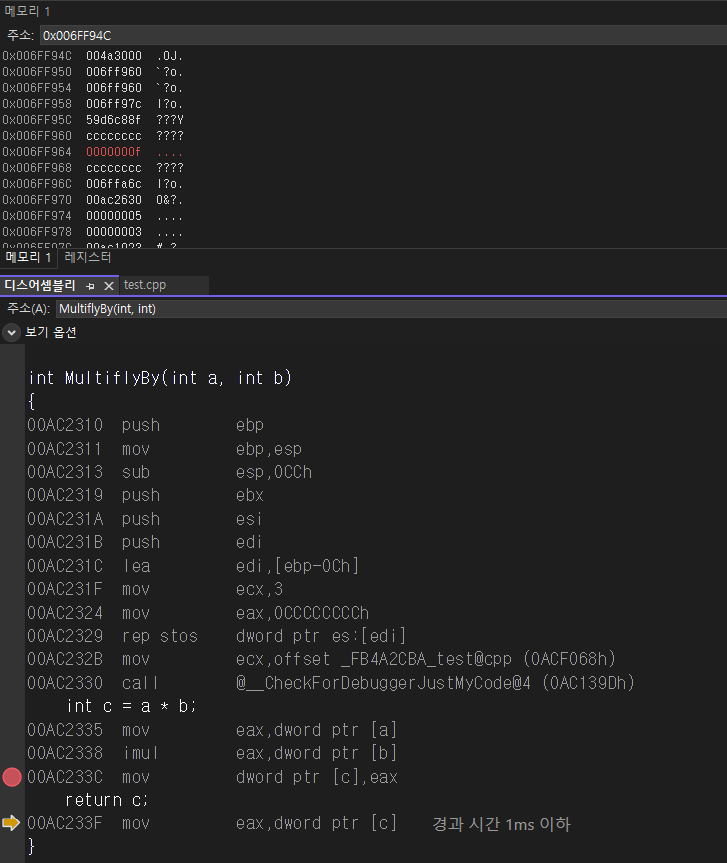 메모리 1
주소: 0x006FF94C
0x006FF94C 004a3000 .0J.
0x006FF950 006ff960 `?o.
0x006FF954 006ff960 `?o.
0x006FF958 006ff97c |?o.
0x006FF95C 59d6c88f ???Y
0x006FF960 cccccccc ????
0x006FF964 0000000f ....
0x006FF968 cccccccc ????
0x006FF96C 006ffa6c l?o.
0x006FF970 00ac2630 0&?.
0x006FF974 00000005 ....
0x006FF978 00000003 ....
0x006FF97C 00ac1023 #.?.
메모리 1 레지스터
디스어셈블리 test.cpp
주소(A): MultiflyBy(int, int)
보기 옵션
int MultiflyBy(int a, int b)
{
00AC2310 push ebp
00AC2311 mov ebp,esp
00AC2313 sub esp,0CCh
00AC2319 push ebx
00AC231A push esi
00AC231B push edi
00AC231C lea edi,[ebp-0Ch]
00AC231F mov ecx,3
00AC2324 mov eax,0CCCCCCCCh
00AC2329 rep stos dword ptr es:[edi]
00AC232B mov ecx,offset _FB4A2CBA_test@cpp (0ACF068h)
00AC2330 call @__CheckForDebuggerJustMyCode@4 (0AC139Dh)
int c = a * b;
00AC2335 mov eax,dword ptr [a]
00AC2338 imul eax,dword ptr [b]
00AC233C mov dword ptr [c],eax
return c;
00AC233F mov eax,dword ptr [c] 경과 시간 1ms 이하
}